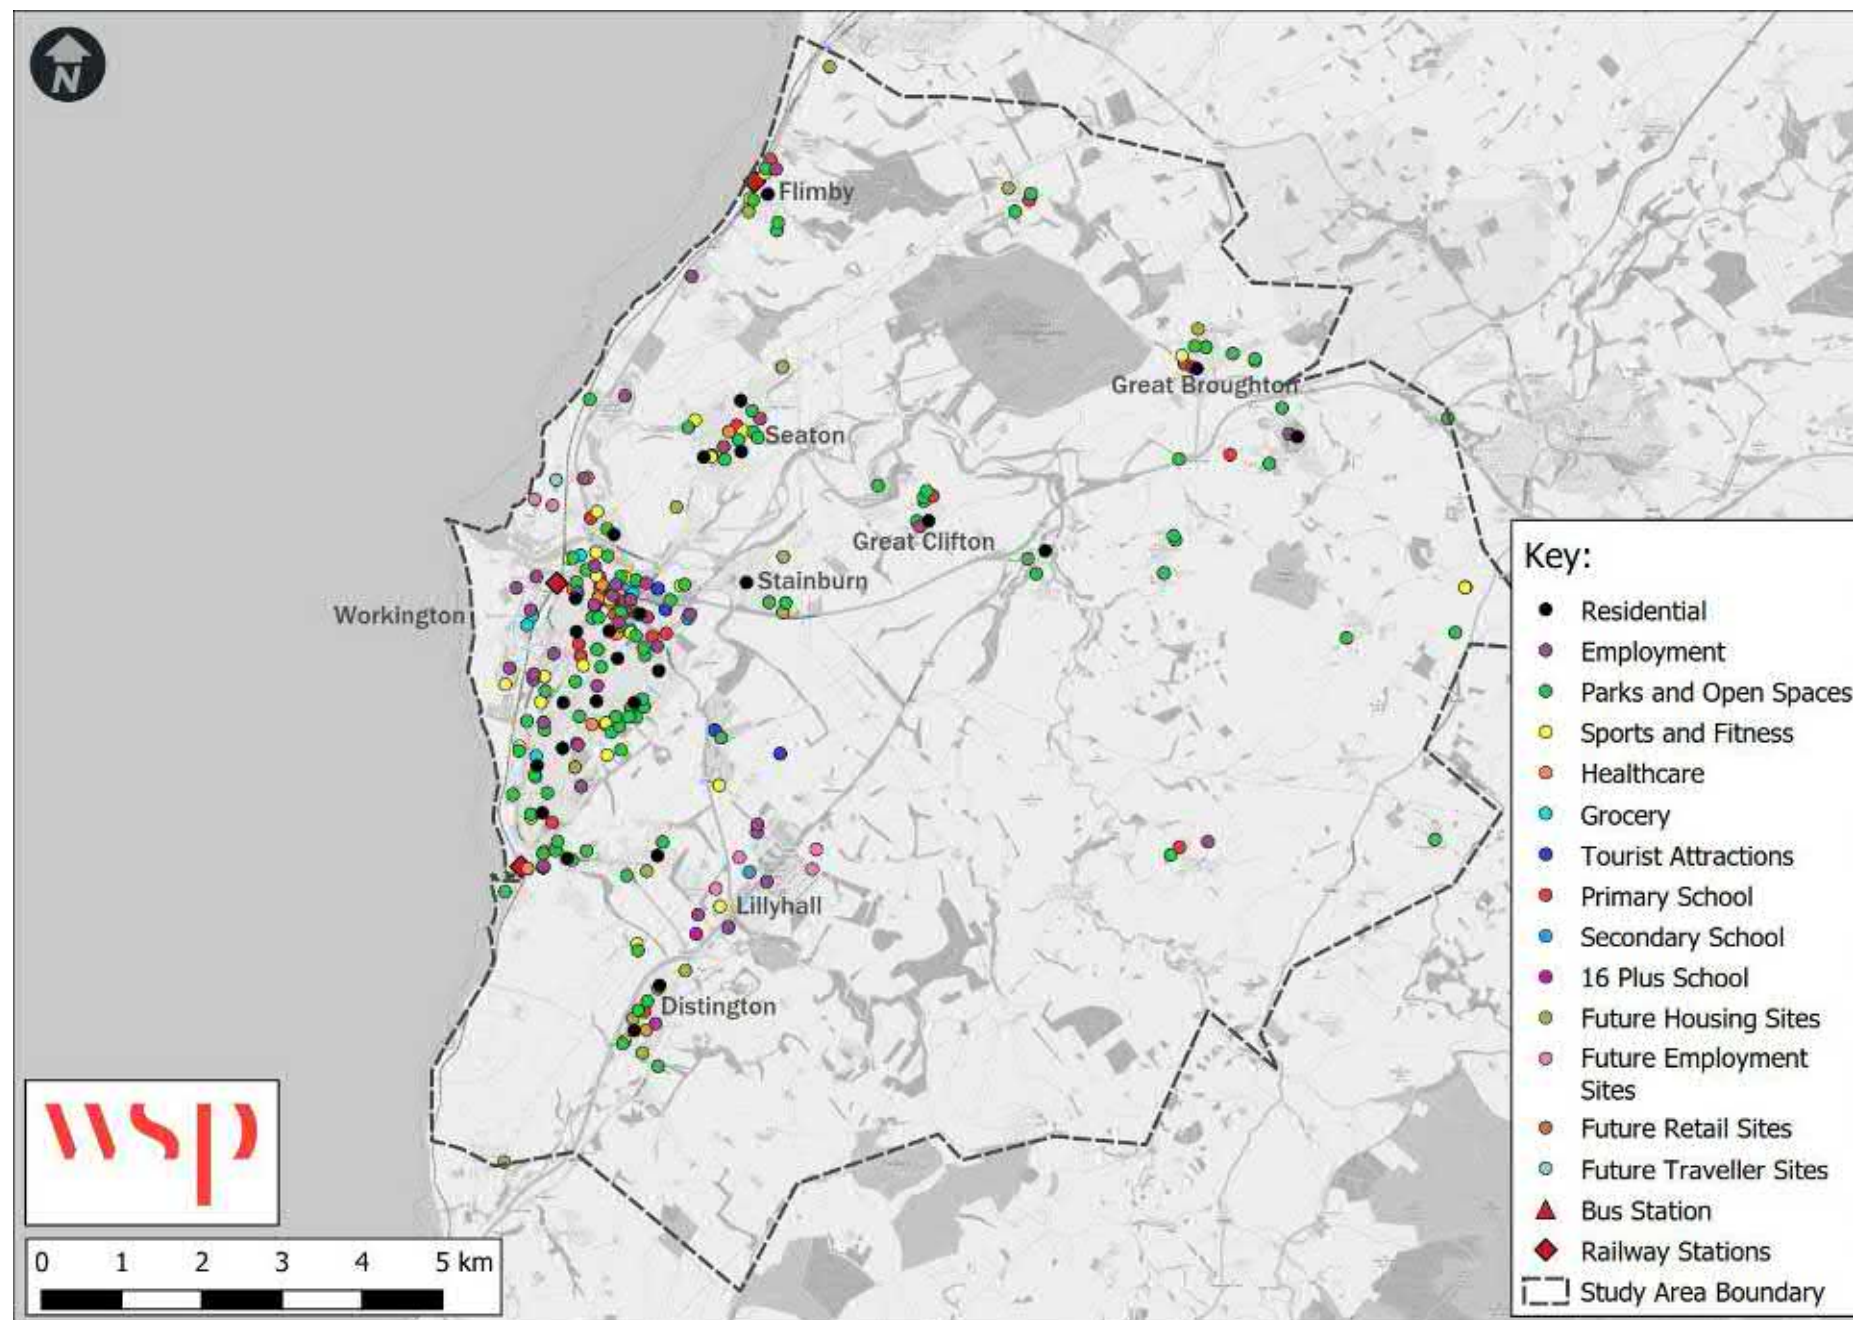 N
Flimby
Great Broughton
Seaton
Great Clifton
Stainburn
Workington
Lillyhall
Distington
Key:
Residential
Employment
Parks and Open Spaces
Sports and Fitness
Healthcare
Grocery
Tourist Attractions
Primary School
Secondary School
16 Plus School
Future Housing Sites
Future Employment
Sites
Future Retail Sites
Future Traveller Sites
Bus Station
Railway Stations
Study Area Boundary
wsp
0 1 2 3 4 5 km